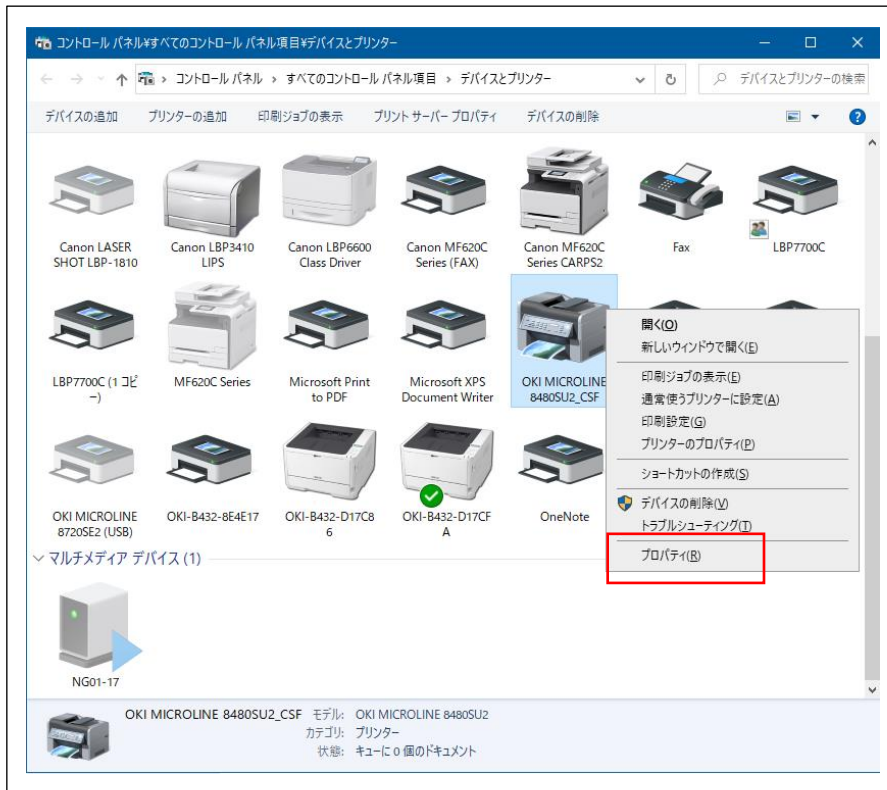 コントロール パネル¥すべてのコントロール パネル項目¥デバイスとプリンター
コントロール パネル › すべてのコントロール パネル項目 › デバイスとプリンター
デバイスとプリンターの検索
デバイスの追加 プリンターの追加 印刷ジョブの表示 プリント サーバー プロパティ デバイスの削除
Canon LASER
SHOT LBP-1810
Canon LBP3410
LIPS
Canon LBP6600
Class Driver
Canon MF620C
Series (FAX)
Canon MF620C
Series CARPS2
Fax
LBP7700C
LBP7700C (1 コピ
ー)
MF620C Series
Microsoft Print
to PDF
Microsoft XPS
Document Writer
OKI MICROLINE
8480SU2_CSF
開く(O)
新しいウィンドウで開く(E)
印刷ジョブの表示(E)
通常使うプリンターに設定(A)
印刷設定(G)
プリンターのプロパティ(P)
ショートカットの作成(S)
デバイスの削除(V)
トラブルシューティング(T)
プロパティ(R)
OKI MICROLINE
8720SE2 (USB)
OKI-B432-8E4E17
OKI-B432-D17C8
6
OKI-B432-D17CF
A
OneNote
マルチメディア デバイス (1)
NG01-17
OKI MICROLINE 8480SU2_CSF モデル: OKI MICROLINE 8480SU2
カテゴリ: プリンター
状態: キューに 0 個のドキュメント